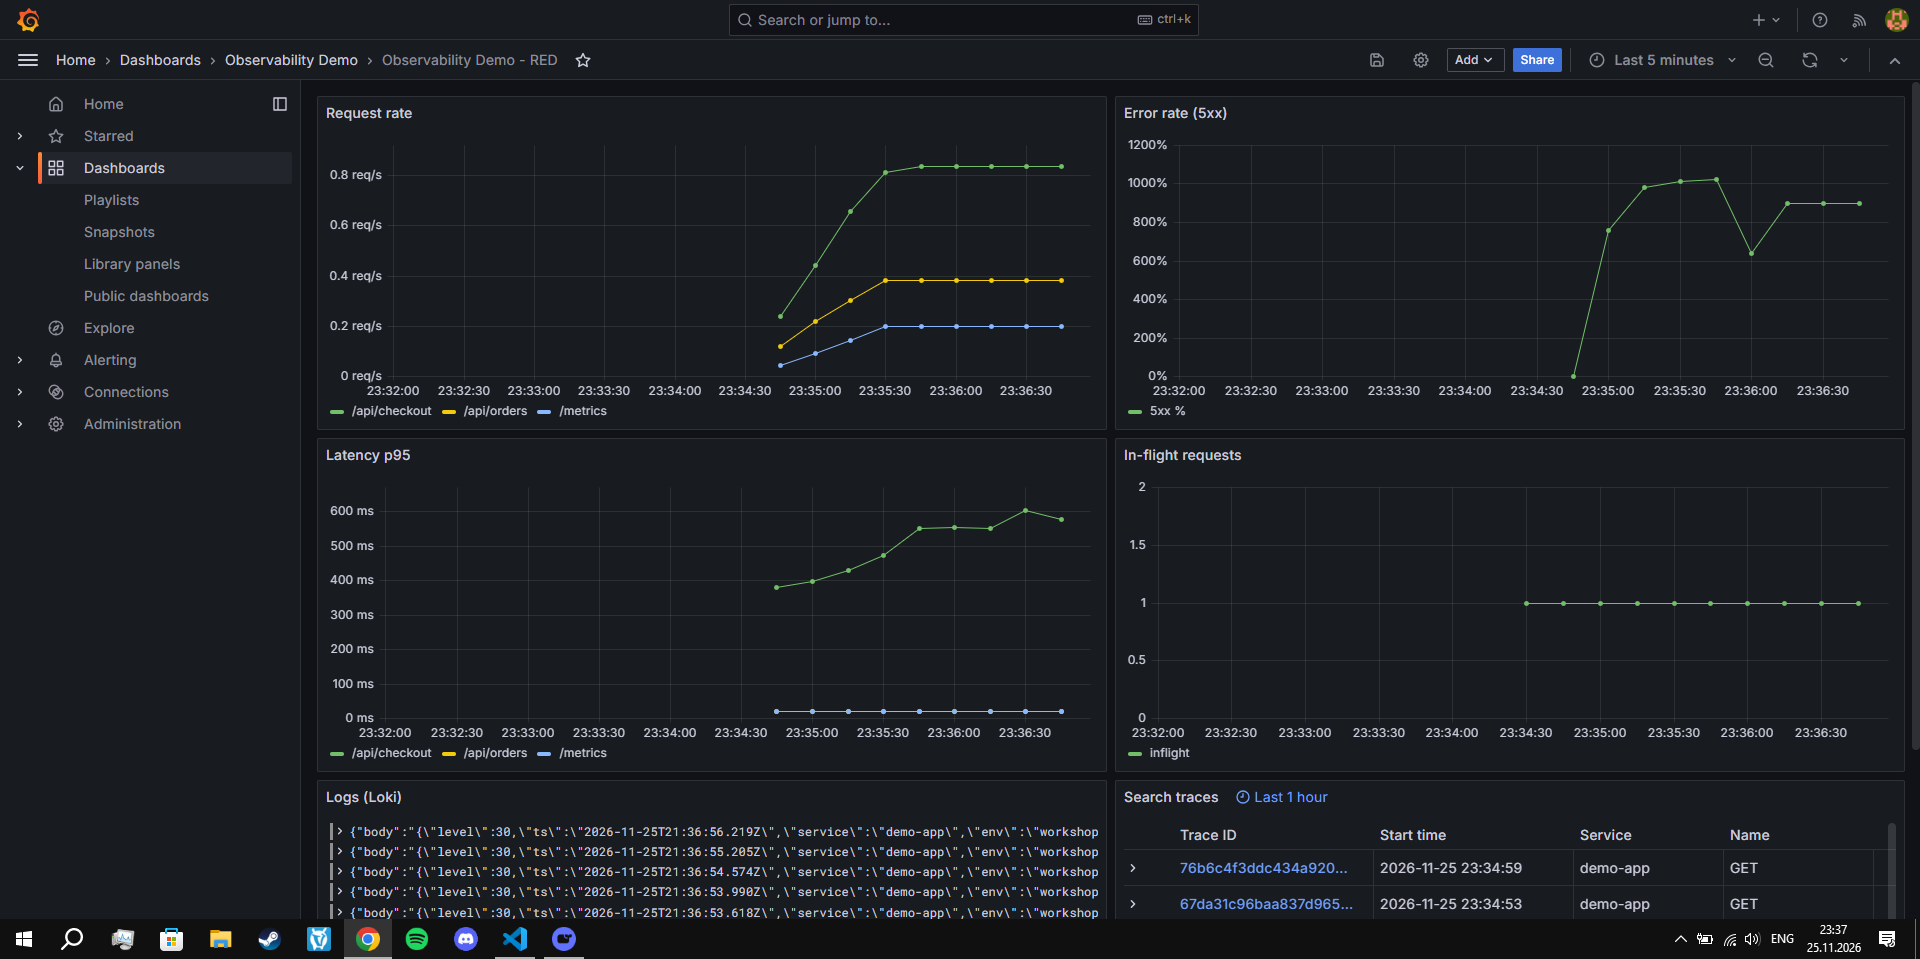 Search or jump to...
ctrl+k
Home › Dashboards › Observability Demo › Observability Demo - RED
Add
Share
Last 5 minutes
Home
Starred
Dashboards
Playlists
Snapshots
Library panels
Public dashboards
Explore
Alerting
Connections
Administration
Request rate
0.8 req/s
0.6 req/s
0.4 req/s
0.2 req/s
0 req/s
23:32:00 23:32:30 23:33:00 23:33:30 23:34:00 23:34:30 23:35:00 23:35:30 23:36:00 23:36:30
/api/checkout /api/orders /metrics
Error rate (5xx)
1200%
1000%
800%
600%
400%
200%
0%
23:32:00 23:32:30 23:33:00 23:33:30 23:34:00 23:34:30 23:35:00 23:35:30 23:36:00 23:36:30
5xx %
Latency p95
600 ms
500 ms
400 ms
300 ms
200 ms
100 ms
0 ms
23:32:00 23:32:30 23:33:00 23:33:30 23:34:00 23:34:30 23:35:00 23:35:30 23:36:00 23:36:30
/api/checkout /api/orders /metrics
In-flight requests
2
1.5
1
0.5
0
23:32:00 23:32:30 23:33:00 23:33:30 23:34:00 23:34:30 23:35:00 23:35:30 23:36:00 23:36:30
inflight
Logs (Loki)
{"body":"{\"level\":30,\"ts\":\"2026-11-25T21:36:56.219Z\",\"service\":\"demo-app\",\"env\":\"workshop
{"body":"{\"level\":30,\"ts\":\"2026-11-25T21:36:55.205Z\",\"service\":\"demo-app\",\"env\":\"workshop
{"body":"{\"level\":30,\"ts\":\"2026-11-25T21:36:54.574Z\",\"service\":\"demo-app\",\"env\":\"workshop
{"body":"{\"level\":30,\"ts\":\"2026-11-25T21:36:53.990Z\",\"service\":\"demo-app\",\"env\":\"workshop
{"body":"{\"level\":30,\"ts\":\"2026-11-25T21:36:53.618Z\",\"service\":\"demo-app\",\"env\":\"workshop
Search traces Last 1 hour
Trace ID Start time Service Name
76b6c4f3ddc434a920... 2026-11-25 23:34:59 demo-app GET
67da31c96baa837d965... 2026-11-25 23:34:53 demo-app GET
ENG
23:37
25.11.2026